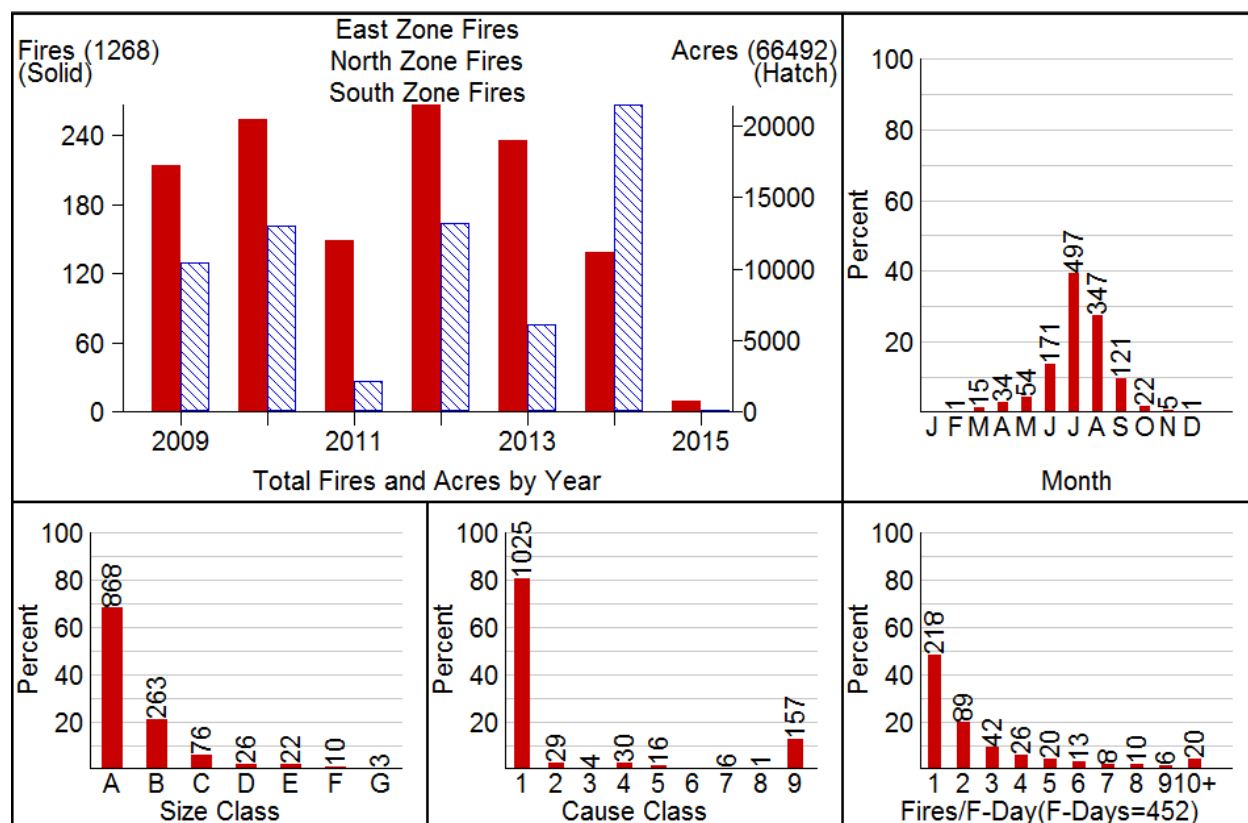 East Zone Fires
North Zone Fires
South Zone Fires
Fires (1268)
(Solid)
Acres (66492)
(Hatch)
240
180
120
60
0
20000
15000
10000
5000
0
2009 2011 2013 2015
Total Fires and Acres by Year
Percent
100
80
60
40
20
1 15 34 54 171 497 347 121 22 5 1
J F M A M J J A S O N D
Month
Percent
100
80
60
40
20
868 263 76 26 22 10 3
A B C D E F G
Size Class
Percent
100
80
60
40
20
1025 29 4 30 16 6 1 157
1 2 3 4 5 6 7 8 9
Cause Class
Percent
100
80
60
40
20
218 89 42 26 20 13 8 10 6 20
1 2 3 4 5 6 7 8 9 10+
Fires/F-Day(F-Days=452)